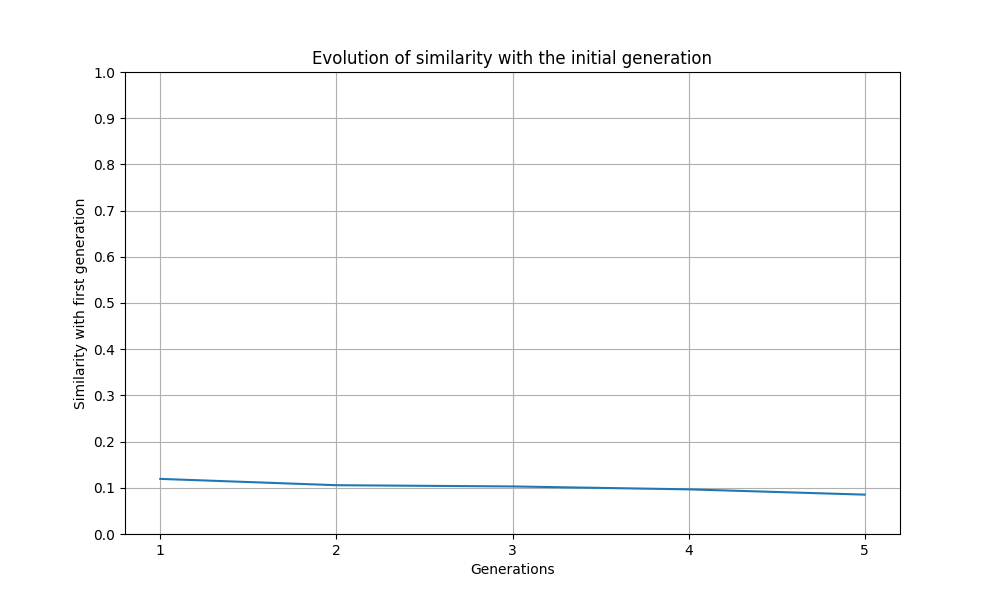 Evolution of similarity with the initial generation
1.0
0.9
0.8
0.7
0.6
0.5
0.4
0.3
0.2
0.1
0.0
Similarity with first generation
1 2 3 4 5
Generations